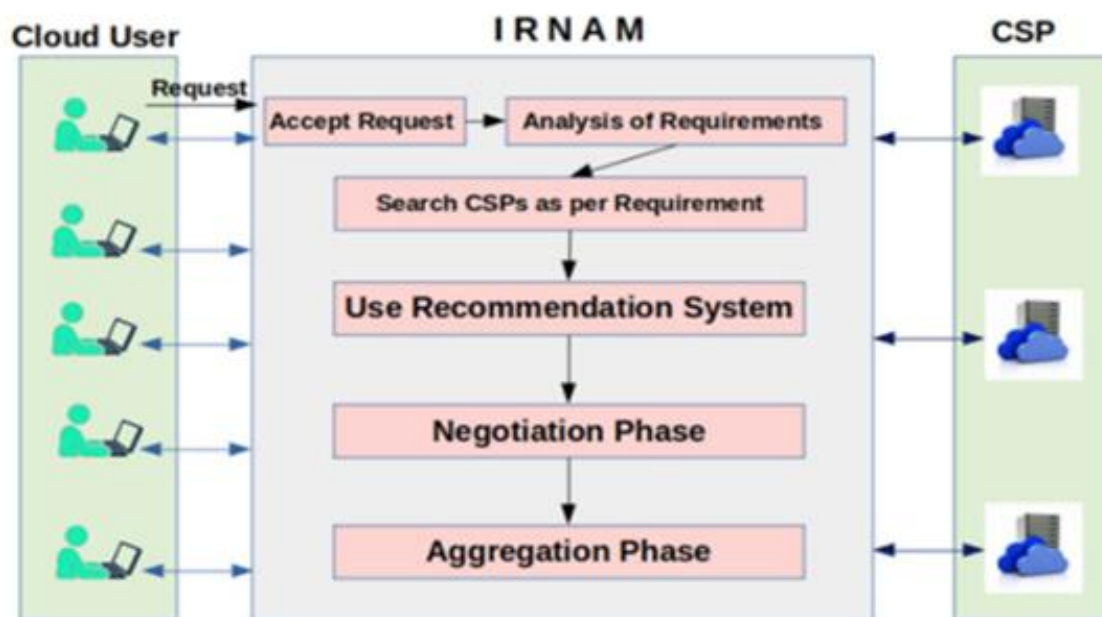 Cloud User
I R N A M
CSP
Request
Accept Request
Analysis of Requirements
Search CSPs as per Requirement
Use Recommendation System
Negotiation Phase
Aggregation Phase